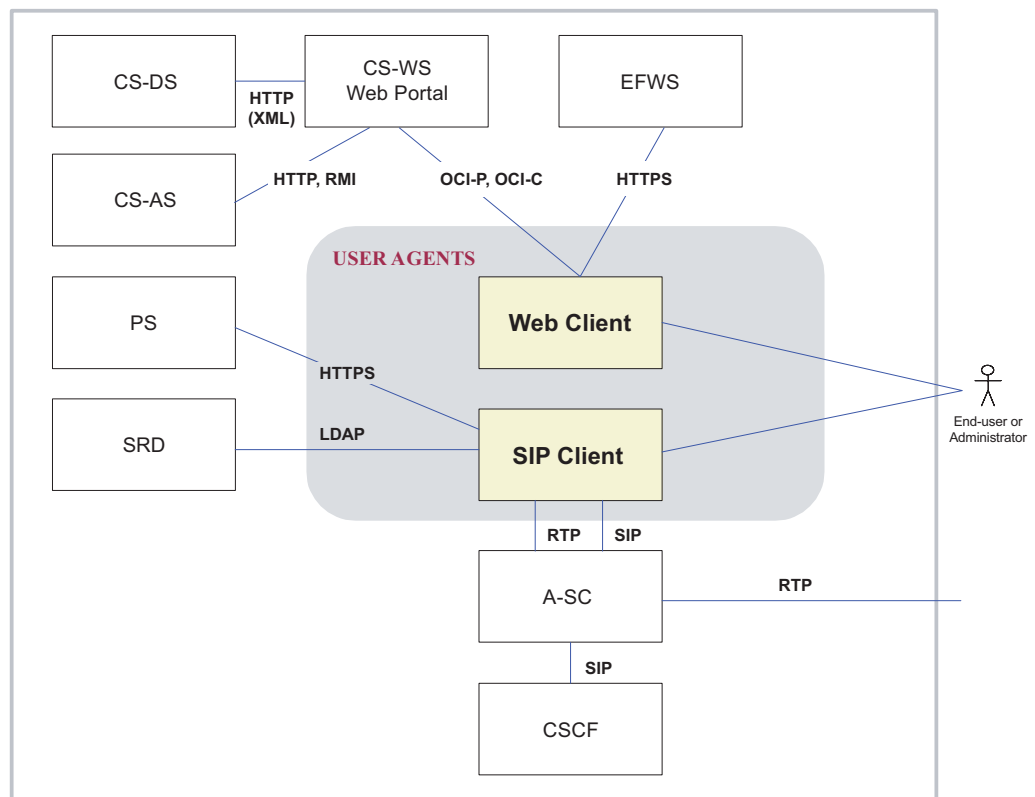 CS-DS
HTTP
(XML)
CS-WS
Web Portal
EFWS
CS-AS
HTTP, RMI
OCI-P, OCI-C
HTTPS
USER AGENTS
PS
Web Client
HTTPS
End-user or
Administrator
SRD
LDAP
SIP Client
RTP
SIP
A-SC
RTP
SIP
CSCF